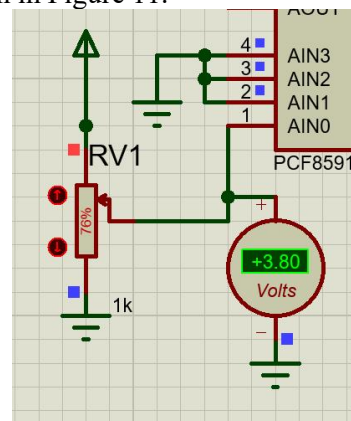 AOUT
4 AIN3
3 AIN2
2 AIN1
1 AIN0
PCF8591
RV1
76%
1k
+3.80
Volts